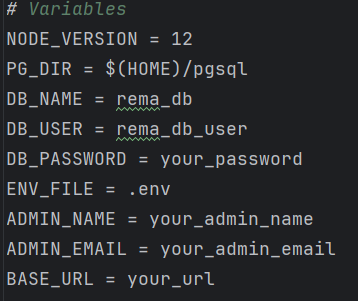 # Variables
NODE_VERSION = 12
PG_DIR = $(HOME)/pgsql
DB_NAME = rema_db
DB_USER = rema_db_user
DB_PASSWORD = your_password
ENV_FILE = .env
ADMIN_NAME = your_admin_name
ADMIN_EMAIL = your_admin_email
BASE_URL = your_url